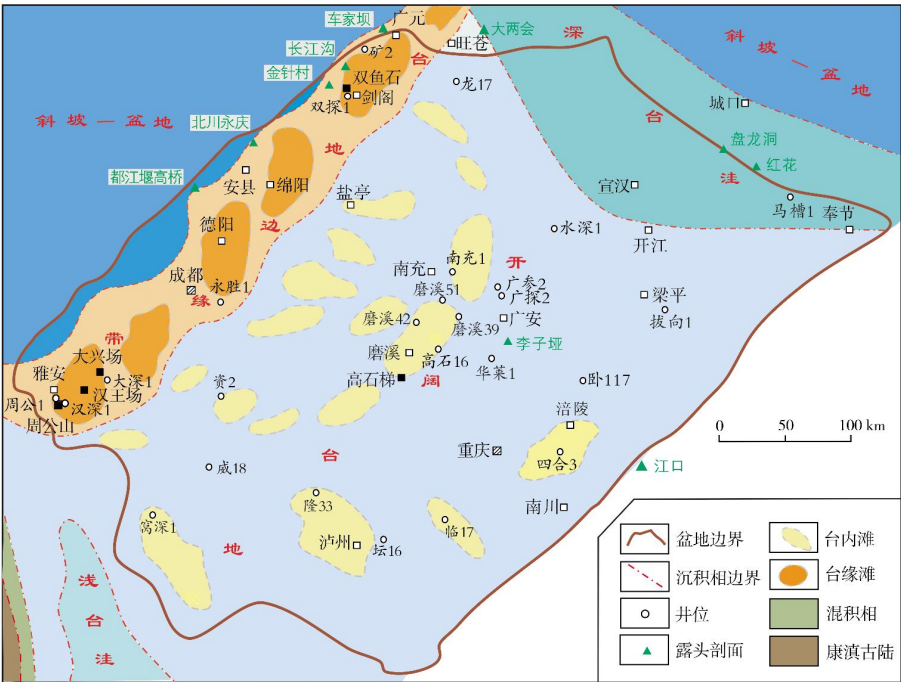 车家坝
广元
大两会
深
斜坡—盆地
长江沟
矿2
台
旺苍
金针村
双鱼石
龙17
双探1
剑阁
城口
台
斜坡—盆地
北川永庆
地
盘龙洞
红花
洼
都江堰高桥
安县
绵阳
盐亭
宣汉
马槽1
奉节
德阳
边
水深1
开江
成都
南充
南充1
开
永胜1
缘
磨溪51
广参2
广探2
梁平
磨溪42
磨溪39
广安
拔向1
带
李子垭
大兴场
磨溪
高石16
华莱1
雅安
大深1
高石梯
阔
汉王场
资2
卧117
周公1
汉深1
周公山
涪陵
0 50 100 km
台
重庆
四合3
江口
威18
隆33
南川
窝深1
临17
地
泸州
坛16
浅
台
洼
盆地边界
台内滩
沉积相边界
台缘滩
井位
混积相
露头剖面
康滇古陆